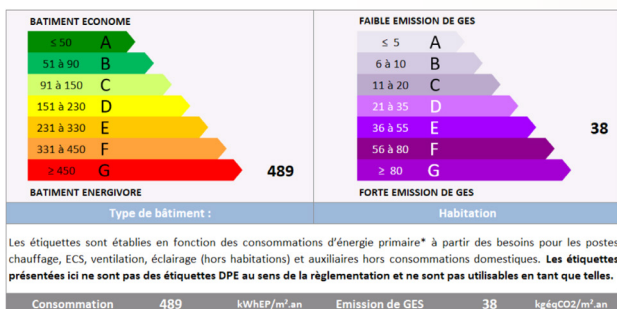 BATIMENT ECONOME
≤ 50 A
51 à 90 B
91 à 150 C
151 à 230 D
231 à 330 E
331 à 450 F
≥ 450 G 489
BATIMENT ENERGIVORE
FAIBLE EMISSION DE GES
≤ 5 A
6 à 10 B
11 à 20 C
21 à 35 D
36 à 55 E 38
56 à 80 F
≥ 80 G
FORTE EMISSION DE GES
Type de bâtiment : Habitation
Les étiquettes sont établies en fonction des consommations d'énergie primaire* à partir des besoins pour les postes
chauffage, ECS, ventilation, éclairage (hors habitations) et auxiliaires hors consommations domestiques. Les étiquettes
présentées ici ne sont pas des étiquettes DPE au sens de la règlementation et ne sont pas utilisables en tant que telles.
Consommation 489 kWhEP/m².an Emission de GES 38 kgéqCO2/m².an